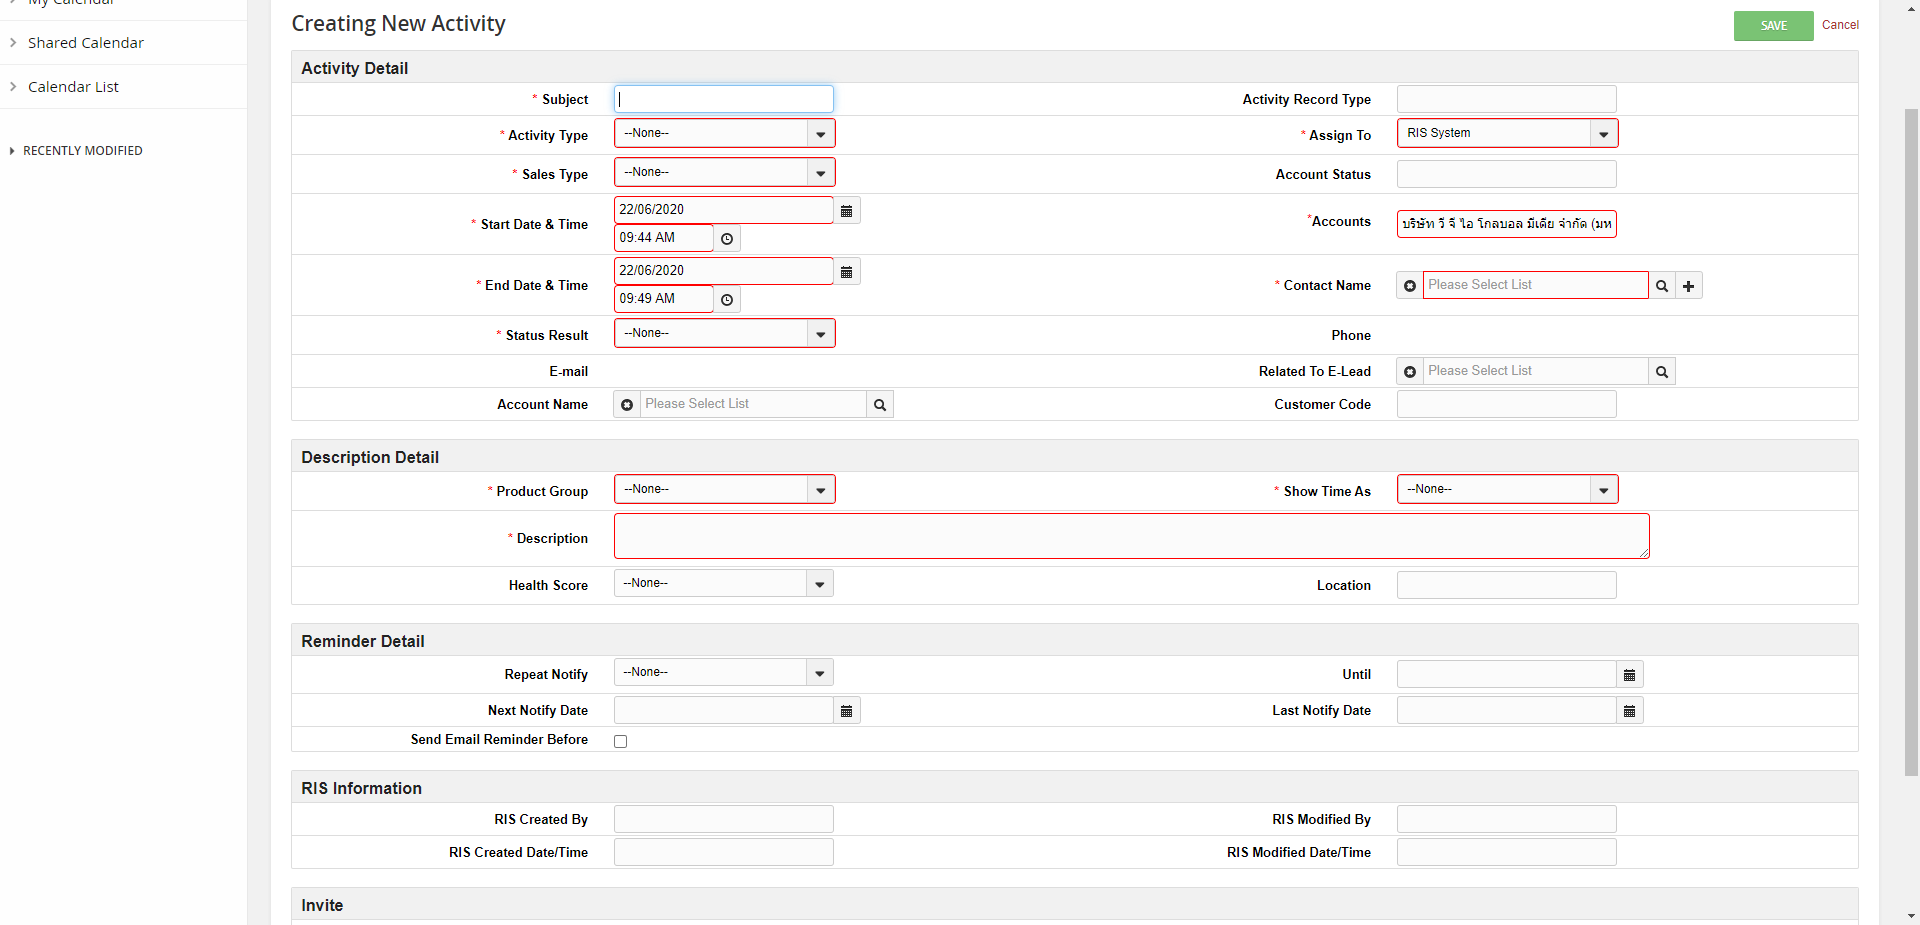 My Calendar
Shared Calendar
Calendar List
RECENTLY MODIFIED
Creating New Activity
SAVE Cancel
Activity Detail
* Subject Activity Record Type
* Activity Type --None-- * Assign To RIS System
* Sales Type --None-- Account Status
* Start Date & Time 22/06/2020 09:44 AM *Accounts บริษัท วี จี ไอ โกลบอล มีเดีย จำกัด (มห
* End Date & Time 22/06/2020 09:49 AM * Contact Name Please Select List
* Status Result --None-- Phone
E-mail Related To E-Lead Please Select List
Account Name Please Select List Customer Code
Description Detail
* Product Group --None-- * Show Time As --None--
* Description
Health Score --None-- Location
Reminder Detail
Repeat Notify --None-- Until
Next Notify Date Last Notify Date
Send Email Reminder Before
RIS Information
RIS Created By RIS Modified By
RIS Created Date/Time RIS Modified Date/Time
Invite